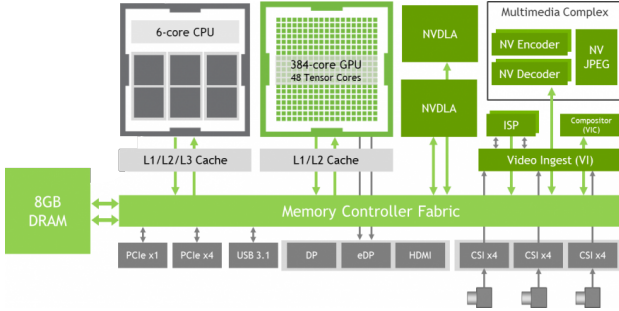 6-core CPU
384-core GPU
48 Tensor Cores
NVDLA
NVDLA
Multimedia Complex
NV Encoder
NV Decoder
NV
JPEG
ISP
Compositor
(VIC)
Video Ingest (VI)
L1/L2/L3 Cache
L1/L2 Cache
8GB
DRAM
Memory Controller Fabric
PCIe x1
PCIe x4
USB 3.1
DP
eDP
HDMI
CSI x4
CSI x4
CSI x4